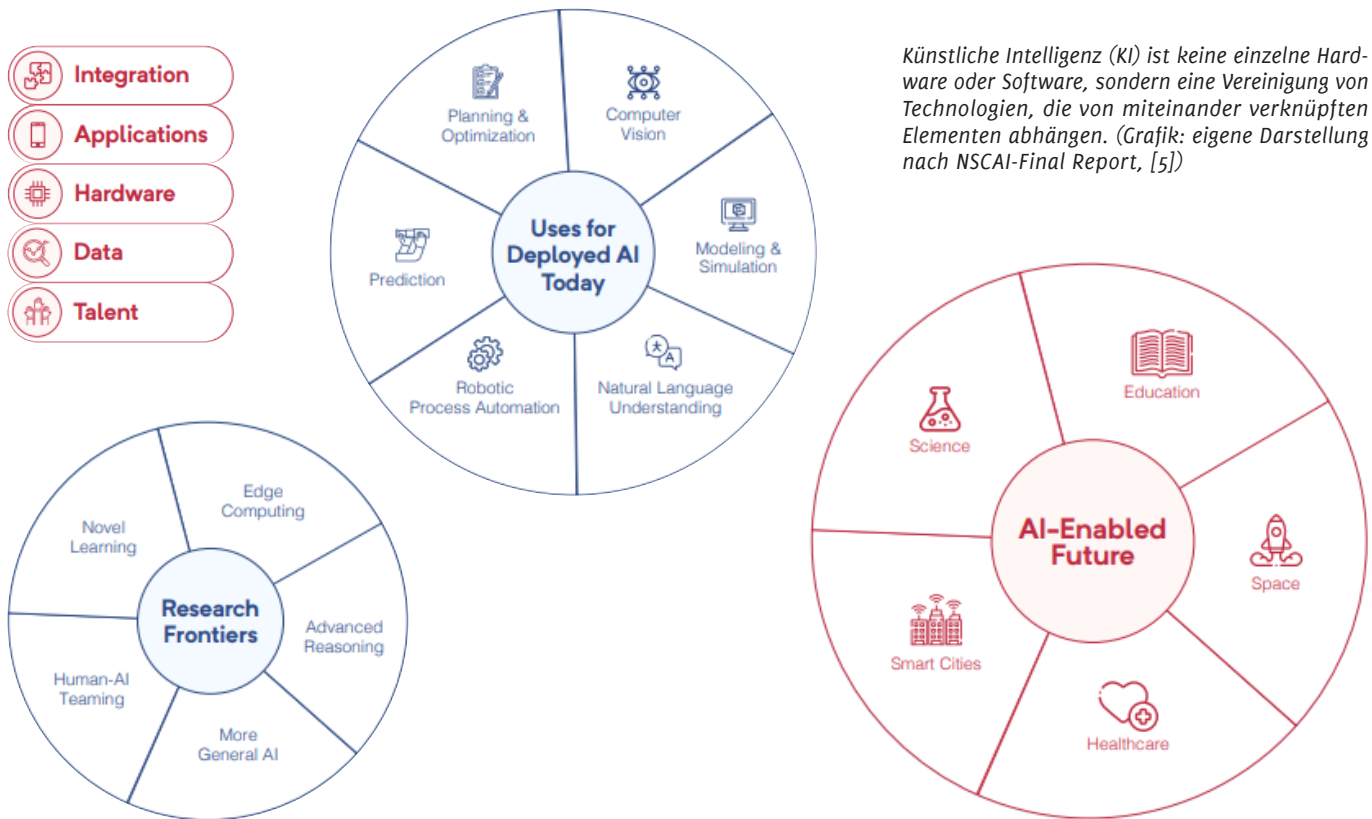 Integration
Applications
Hardware
Data
Talent
Planning &
Optimization
Computer
Vision
Modeling &
Simulation
Natural Language
Understanding
Robotic
Process Automation
Prediction
Uses for
Deployed AI
Today
Künstliche Intelligenz (KI) ist keine einzelne Hard-
ware oder Software, sondern eine Vereinigung von
Technologien, die von miteinander verknüpften
Elementen abhängen. (Grafik: eigene Darstellung
nach NSCAI-Final Report, [5])
Edge
Computing
Advanced
Reasoning
More
General AI
Human-AI
Teaming
Novel
Learning
Research
Frontiers
Education
Space
Healthcare
Smart Cities
Science
AI-Enabled
Future